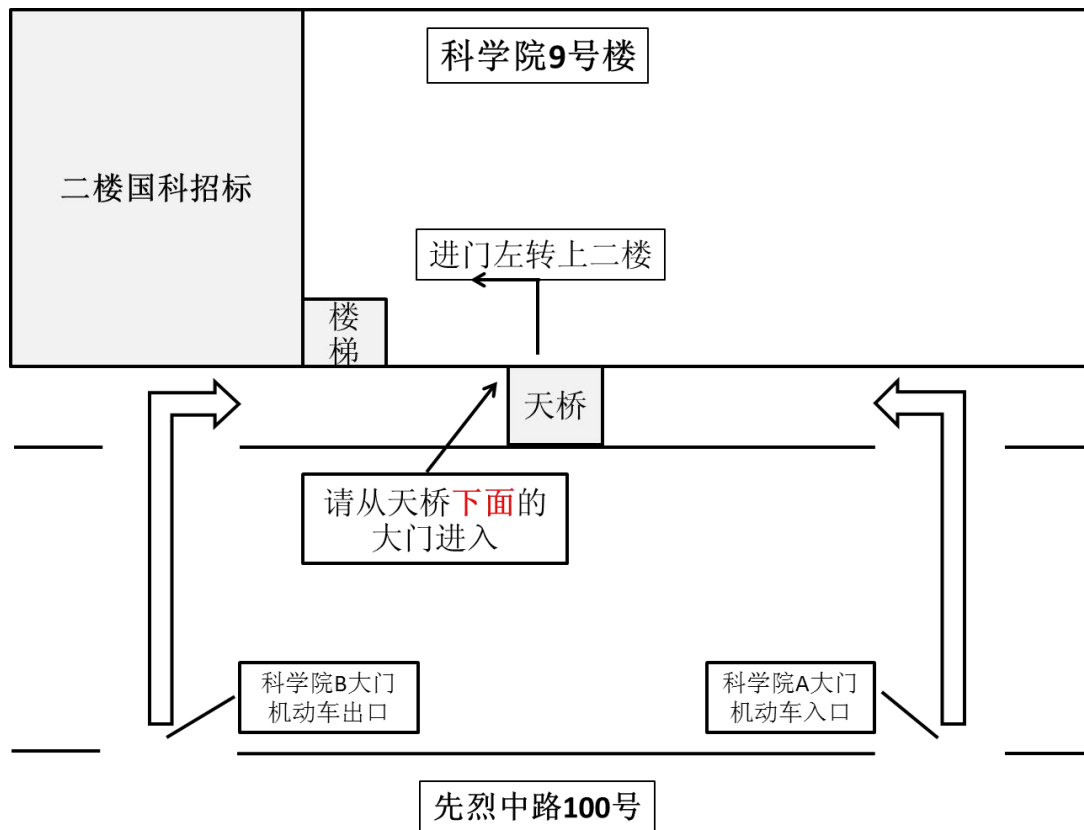 科学院9号楼
二楼国科招标
进门左转上二楼
楼
梯
天桥
请从天桥下面的
大门进入
科学院B大门
机动车出口
科学院A大门
机动车入口
先烈中路100号